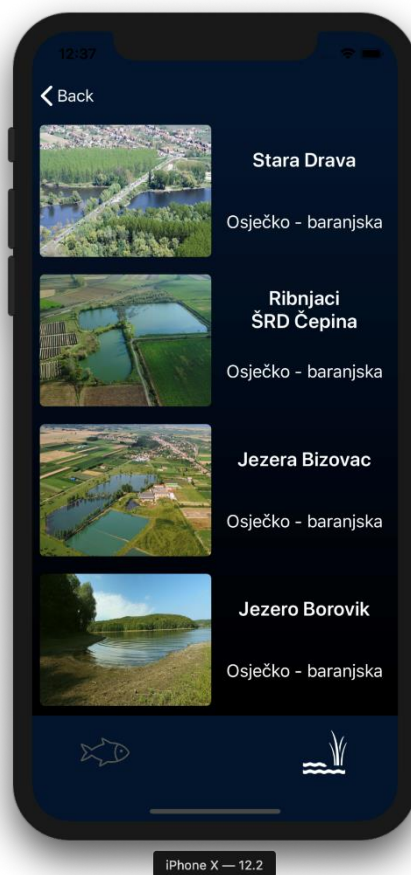 12:37
Back
Stara Drava
Osječko - baranjska
Ribnjaci
ŠRD Čepina
Osječko - baranjska
Jezera Bizovac
Osječko - baranjska
Jezero Borovik
Osječko - baranjska
iPhone X — 12.2